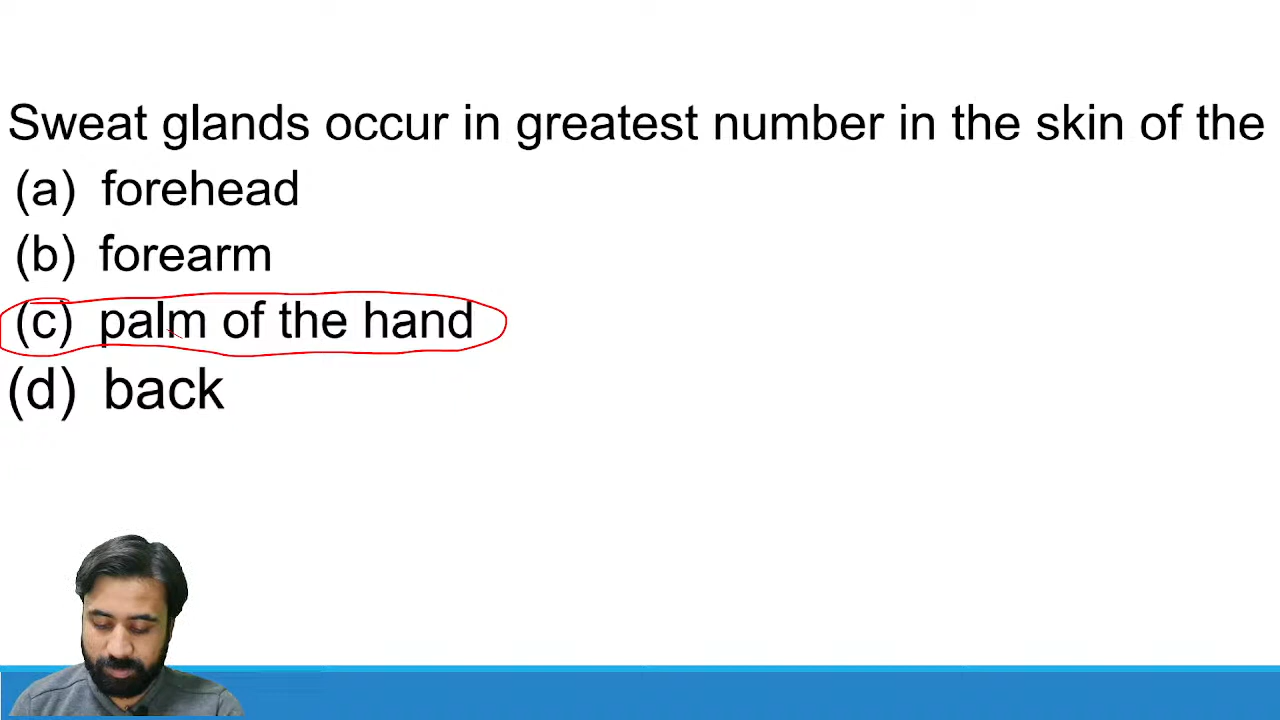 Sweat glands occur in greatest number in the skin of the
(a) forehead
(b) forearm
(c) palm of the hand
(d) back